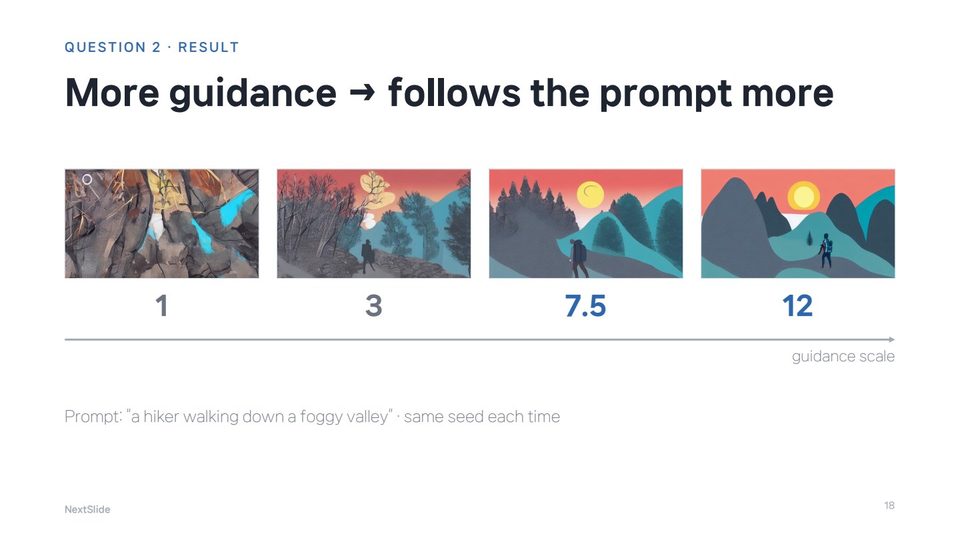 QUESTION 2 · RESULT
More guidance → follows the prompt more
1
3
7.5
12
guidance scale
Prompt: "a hiker walking down a foggy valley" · same seed each time
NextSlide
18